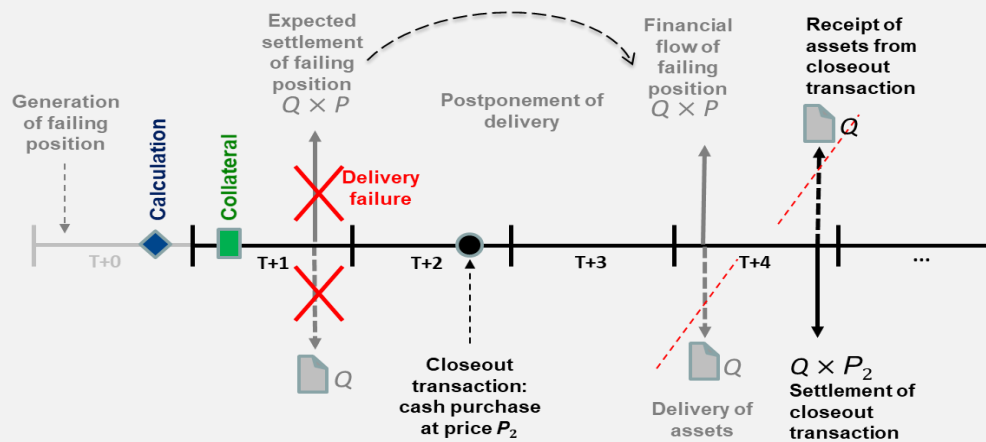 Expected
settlement
of failing
position
Q × P
Financial
flow of
failing
position
Q × P
Receipt of
assets from
closeout
transaction
Q
Generation
of failing
position
Calculation
Collateral
Postponement of
delivery
Delivery
failure
T+0
T+1
T+2
T+3
T+4
...
Q
Closeout
transaction:
cash purchase
at price P₂
Q
Delivery of
assets
Q × P₂
Settlement of
closeout
transaction